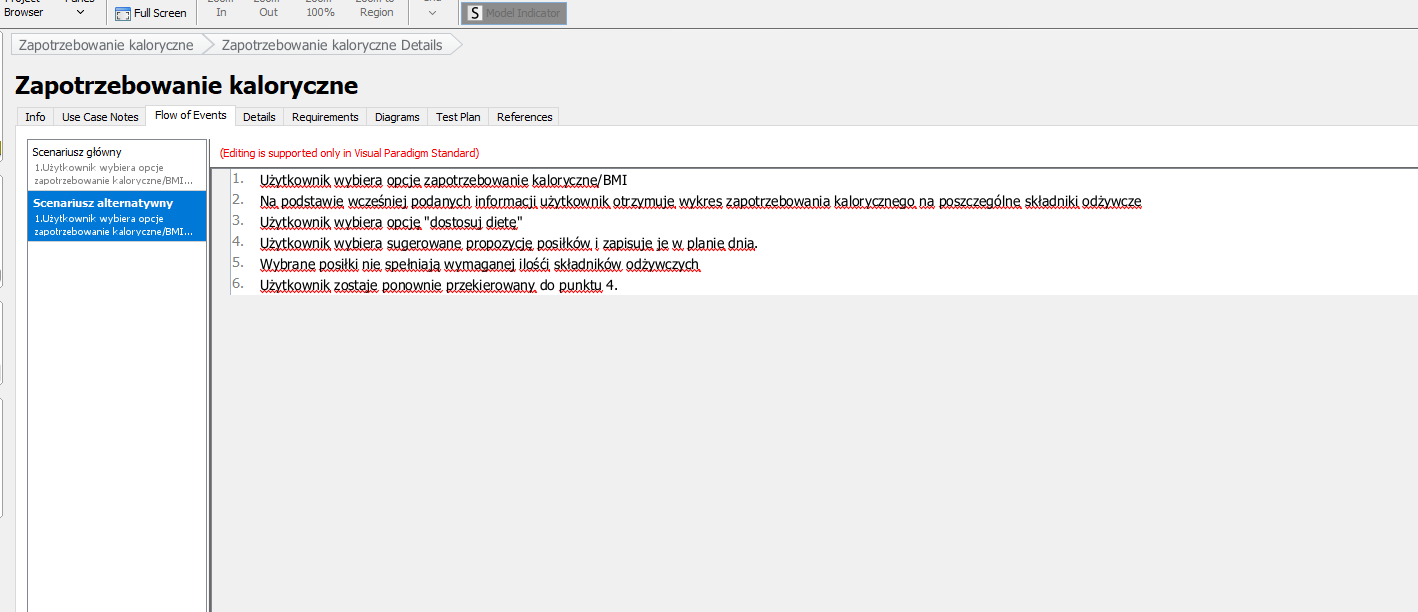 Project
Browser
Panes
Full Screen
Zoom
In
Zoom
Out
Zoom
100%
Zoom to
Region
S Model Indicator
Zapotrzebowanie kaloryczne
Zapotrzebowanie kaloryczne Details
Zapotrzebowanie kaloryczne
Info
Use Case Notes
Flow of Events
Details
Requirements
Diagrams
Test Plan
References
Scenariusz główny
1.Użytkownik wybiera opcje
zapotrzebowanie kaloryczne/BMI...
Scenariusz alternatywny
1.Użytkownik wybiera opcje
zapotrzebowanie kaloryczne/BMI...
(Editing is supported only in Visual Paradigm Standard)
1. Użytkownik wybiera opcje zapotrzebowanie kaloryczne/BMI
2. Na podstawie wcześniej podanych informacji użytkownik otrzymuje wykres zapotrzebowania kalorycznego na poszczególne składniki odżywcze
3. Użytkownik wybiera opcję "dostosuj dietę"
4. Użytkownik wybiera sugerowane propozycję posiłków i zapisuje je w planie dnia.
5. Wybrane posiłki nie spełniają wymaganej ilośći składników odżywczych
6. Użytkownik zostaje ponownie przekierowany do punktu 4.